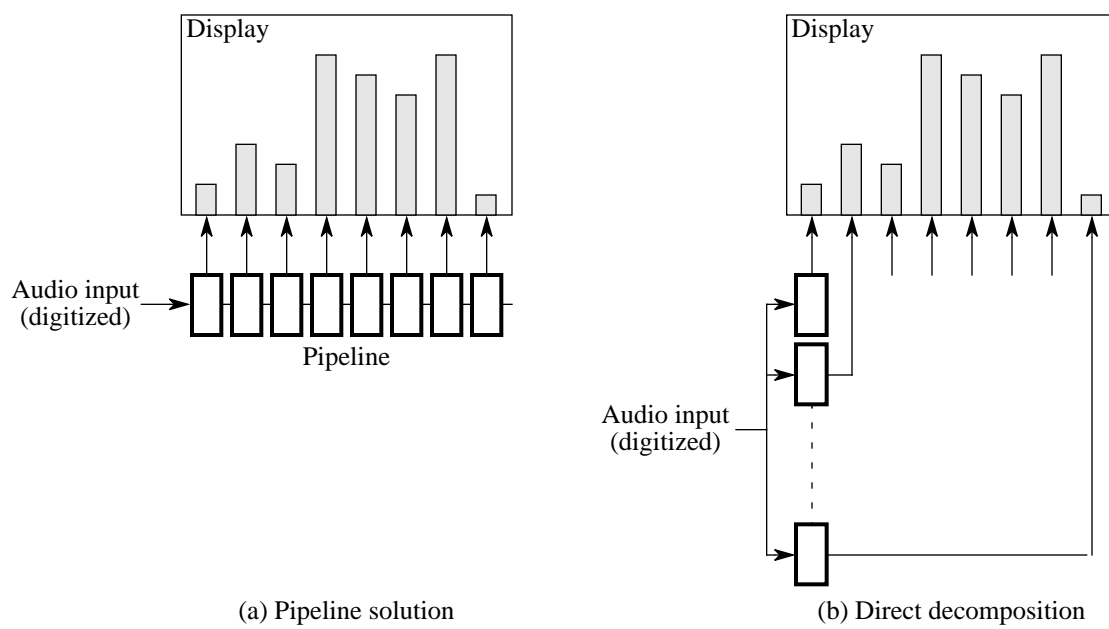 Display
Audio input
(digitized)
Pipeline
(a) Pipeline solution
Display
Audio input
(digitized)
(b) Direct decomposition